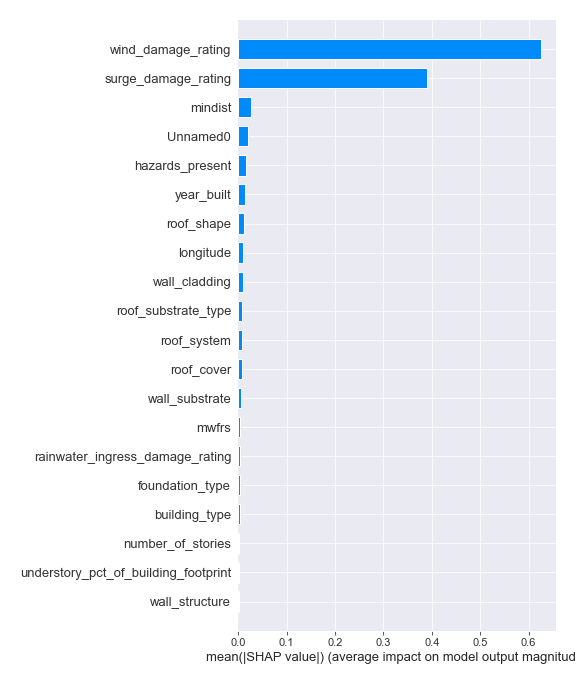 wind_damage_rating
surge_damage_rating
mindist
Unnamed0
hazards_present
year_built
roof_shape
longitude
wall_cladding
roof_substrate_type
roof_system
roof_cover
wall_substrate
mwfrs
rainwater_ingress_damage_rating
foundation_type
building_type
number_of_stories
understory_pct_of_building_footprint
wall_structure
0.0 0.1 0.2 0.3 0.4 0.5 0.6
mean(|SHAP value|) (average impact on model output magnitud